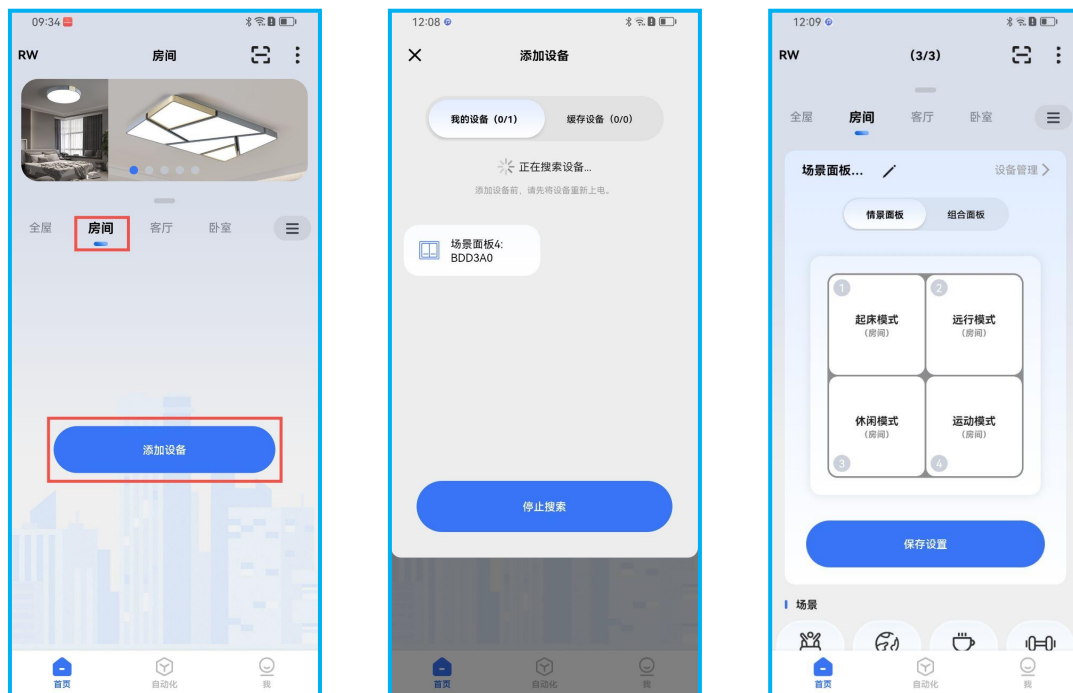 09:34
RW
房间
全屋
房间
客厅
卧室
添加设备
首页
自动化
我
12:08
添加设备
我的设备（0/1）
缓存设备（0/0）
正在搜索设备...
添加设备前，请先将设备重新上电。
场景面板4:
BDD3A0
停止搜索
首页
自动化
我
12:09
RW
(3/3)
全屋
房间
客厅
卧室
场景面板...
设备管理
情景面板
组合面板
1
起床模式
（房间）
2
远行模式
（房间）
休闲模式
（房间）
3
运动模式
（房间）
4
保存设置
场景
首页
自动化
我